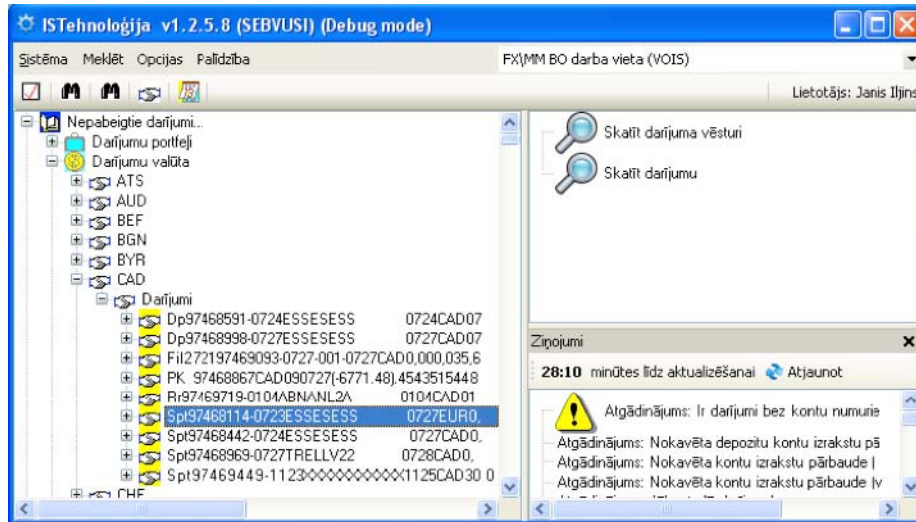 ISTehnoloģija v1.2.5.8 (SEBVUSI) (Debug mode)
Sistēma Meklēt Opcijas Palīdzība
FX\MM BO darba vieta (VOIS)
Lietotājs: Janis Iljins
Nepabeigtie darījumi...
Darījumu portfeļi
Darījumu valūta
ATS
AUD
BEF
BGN
BYR
CAD
Darījumi
Dp97468591-0724ESSESESS 0724CAD07
Dp97468998-0727ESSESESS 0727CAD07
Fil272197469093-0727-001-0727CAD0,000,035,6
PK 97468867CAD090727(-6771.48).4543515448
Rr97469719-0104ABNANL2A 0104CAD01
Spt97468114-0723ESSESESS 0727EUR0,
Spt97468442-0724ESSESESS 0727CAD0,
Spt97468969-0727TRELLV22 0728CAD0,
Spt97469449-1123XXXXXXXXXXX1125CAD30 0
CHF
Skatīt darījuma vēsturi
Skatīt darījumu
Ziņojumi
28:10 minūtes līdz aktualizēšanai Atjaunot
Atgādinājums: Ir darījumi bez kontu numurie
Atgādinājums: Nokavēta depozitu kontu izrakstu pā
Atgādinājums: Nokavēta kontu izrakstu pārbaude |
Atgādinājums: Nokavēta kontu izrakstu pārbaude |v